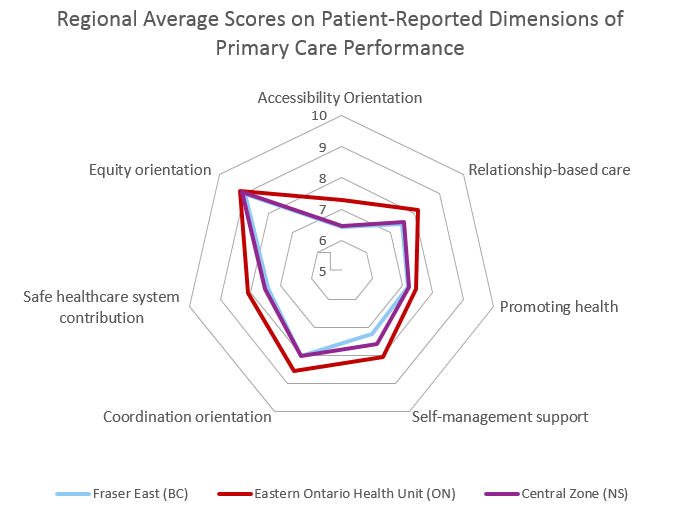 Regional Average Scores on Patient-Reported Dimensions of
Primary Care Performance
Accessibility Orientation
10
9
8
7
6
5
Equity orientation
Relationship-based care
Safe healthcare system
contribution
Promoting health
Coordination orientation
Self-management support
Fraser East (BC)
Eastern Ontario Health Unit (ON)
Central Zone (NS)